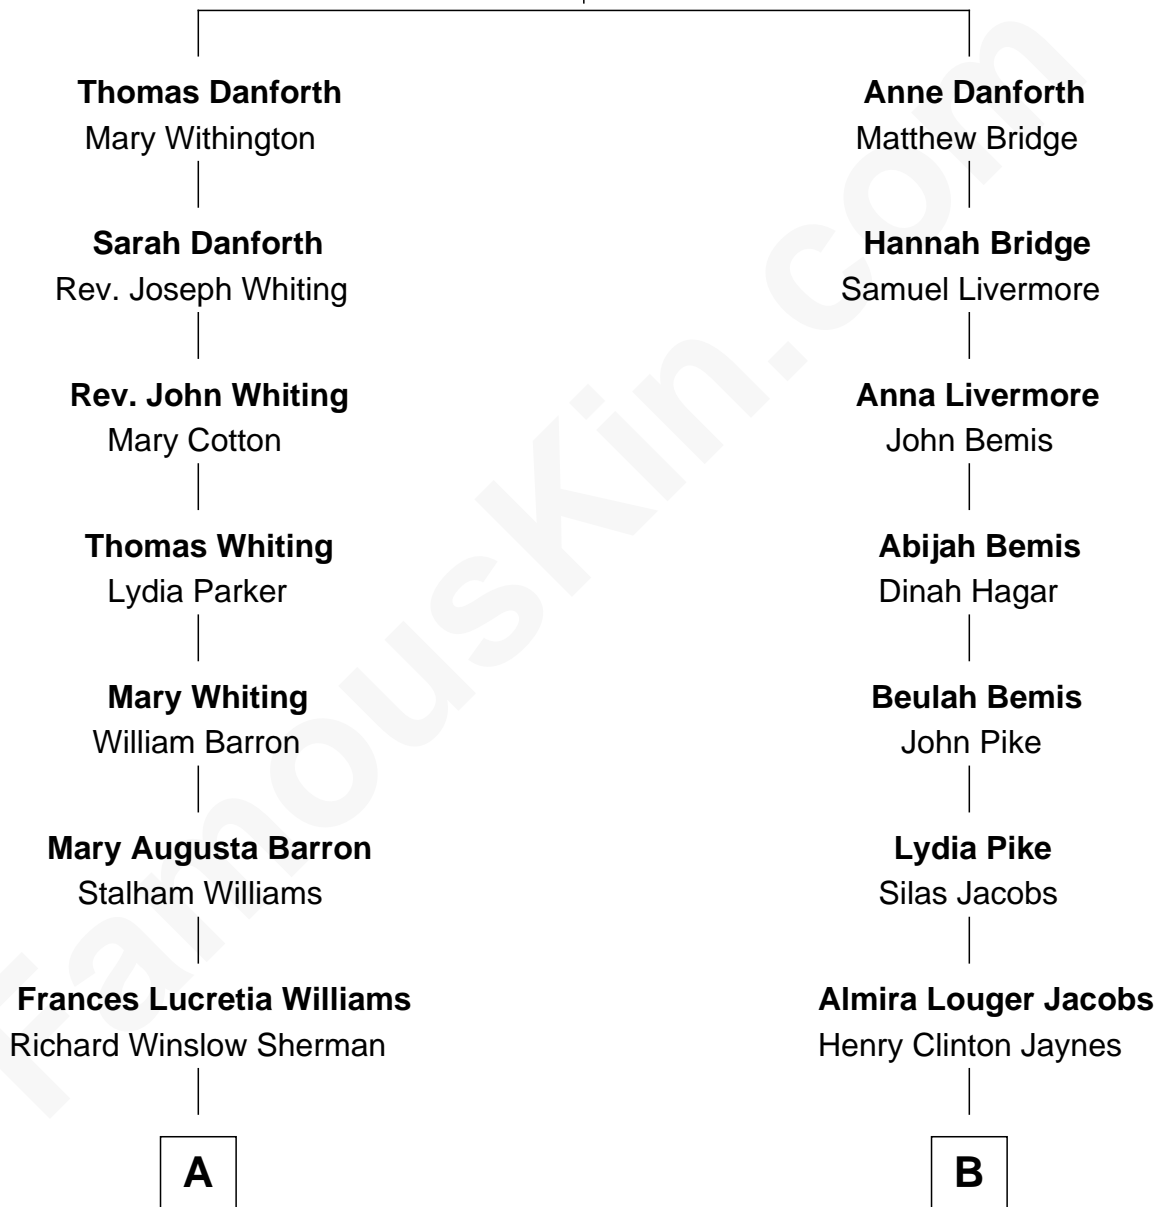 Thomas Danforth
Mary Withington
Anne Danforth
Matthew Bridge
Sarah Danforth
Rev. Joseph Whiting
Hannah Bridge
Samuel Livermore
Rev. John Whiting
Mary Cotton
Anna Livermore
John Bemis
Thomas Whiting
Lydia Parker
Abijah Bemis
Dinah Hagar
Mary Whiting
William Barron
Beulah Bemis
John Pike
Mary Augusta Barron
Stalham Williams
Lydia Pike
Silas Jacobs
Frances Lucretia Williams
Richard Winslow Sherman
Almira Louger Jacobs
Henry Clinton Jaynes
A
B
FamousKin.com